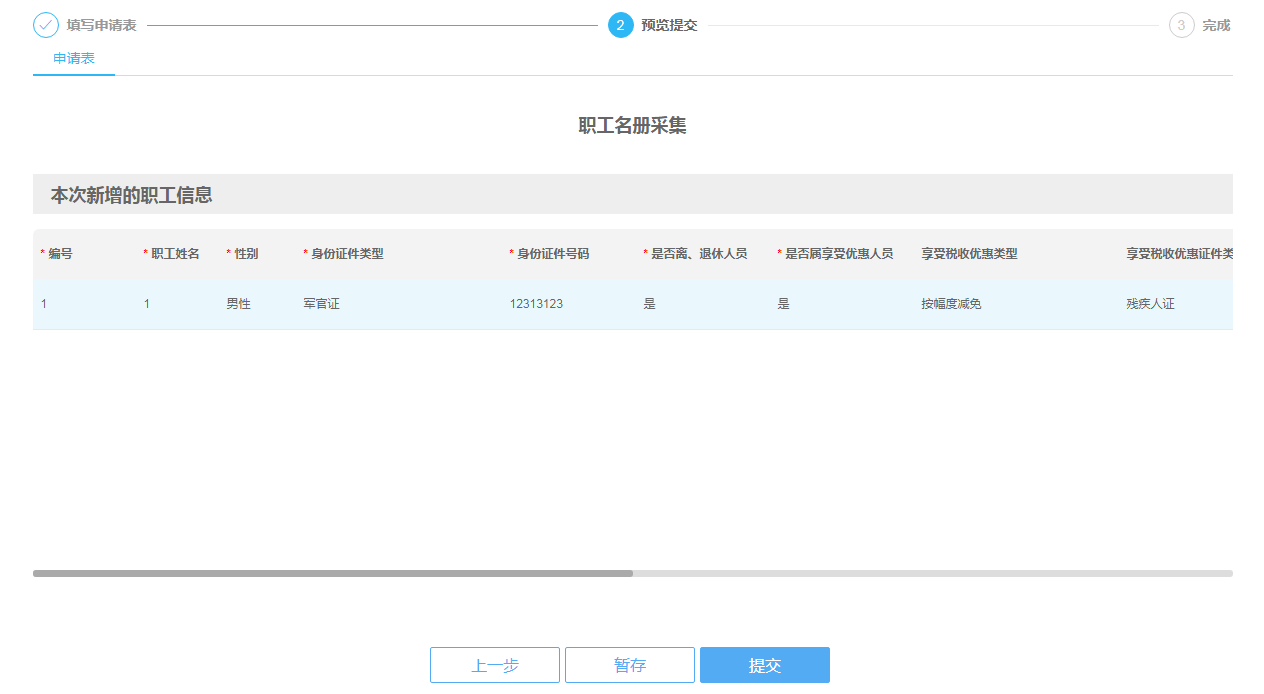 填写申请表 2 预览提交 3 完成
申请表
职工名册采集
本次新增的职工信息
* 编号 * 职工姓名 * 性别 * 身份证件类型 * 身份证件号码 * 是否离、退休人员 * 是否属享受优惠人员 享受税收优惠类型 享受税收优惠证件类
1 1 男性 军官证 12313123 是 是 按幅度减免 残疾人证
上一步 暂存 提交